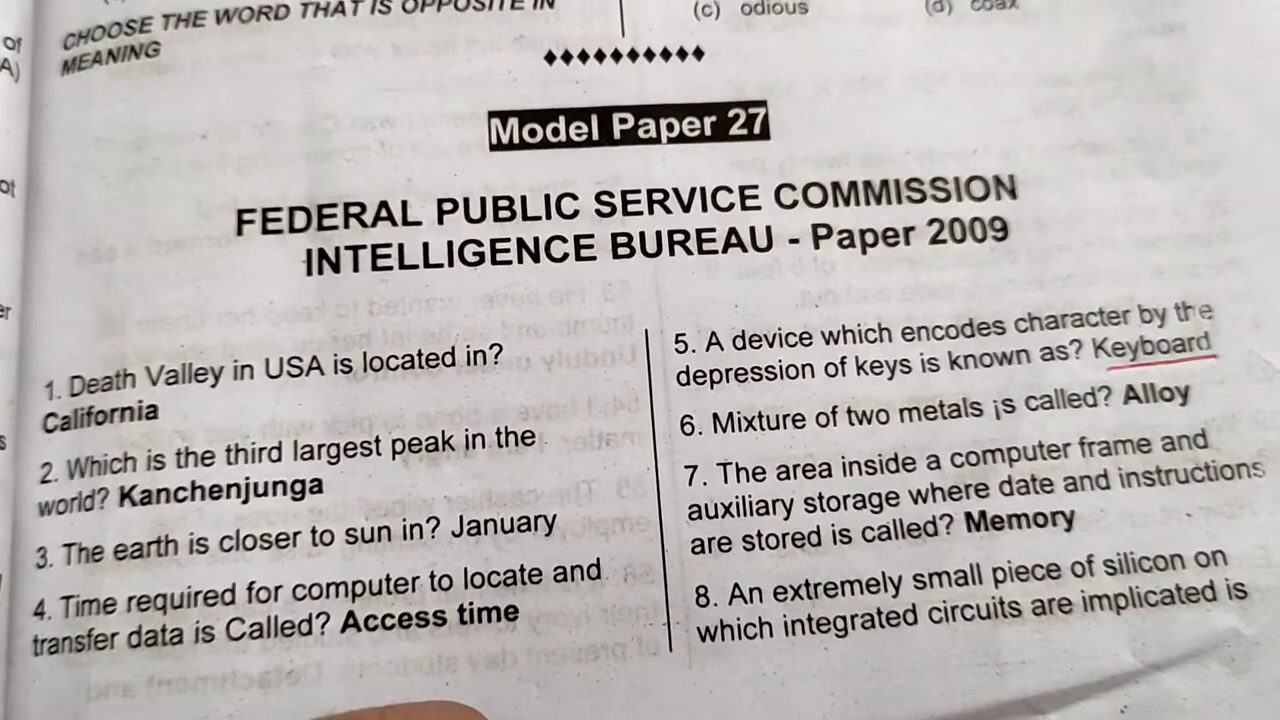 of
A)
CHOOSE THE WORD THAT IS OPPOSITE IN
MEANING
(c) odious
(d) coax
♦♦♦♦♦♦♦♦♦♦
Model Paper 27
FEDERAL PUBLIC SERVICE COMMISSION
INTELLIGENCE BUREAU - Paper 2009
1. Death Valley in USA is located in?
California
2. Which is the third largest peak in the
world? Kanchenjunga
3. The earth is closer to sun in? January
4. Time required for computer to locate and
transfer data is Called? Access time
5. A device which encodes character by the
depression of keys is known as? Keyboard
6. Mixture of two metals ¡s called? Alloy
7. The area inside a computer frame and
auxiliary storage where date and instructions
are stored is called? Memory
8. An extremely small piece of silicon on
which integrated circuits are implicated is